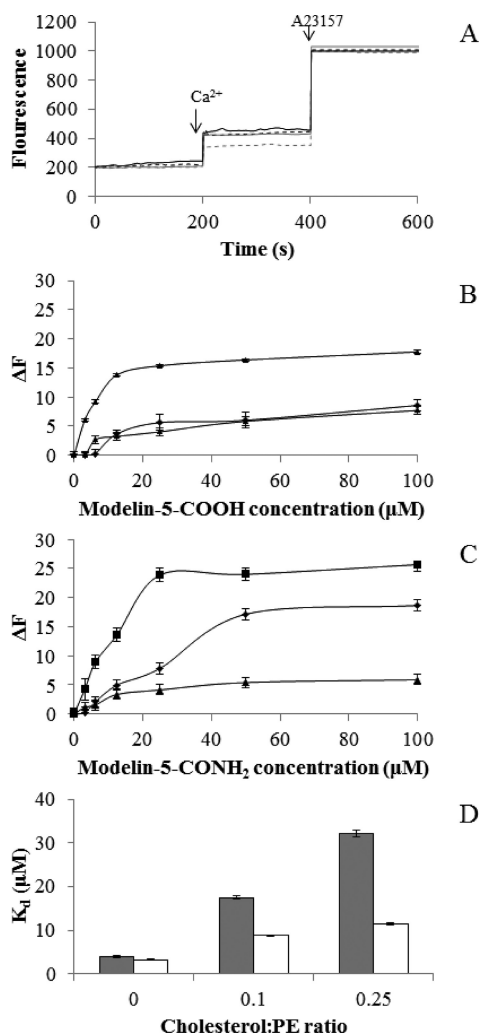 A23157
A
1200
1000
Ca²⁺
800
600
400
200
0
Flourescence
0 200 400 600
Time (s)
B
30
25
20
15
10
5
0
ΔF
0 20 40 60 80 100
Modelin-5-COOH concentration (μM)
C
30
25
20
15
10
5
0
ΔF
0 20 40 60 80 100
Modelin-5-CONH₂ concentration (μM)
D
40
30
20
10
0
K_d (μM)
0 0.1 0.25
Cholesterol:PE ratio